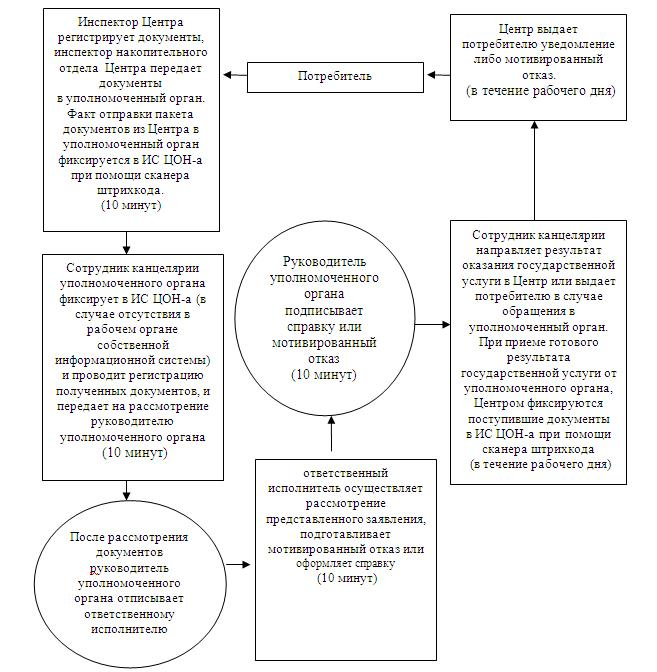 Инспектор Центра
регистрирует документы,
инспектор накопительного
отдела Центра передает
документы
в уполномоченный орган.
Факт отправки пакета
документов из Центра в
уполномоченный орган
фиксируется в ИС ЦОН-а
при помощи сканера
штрихкода.
(10 минут)
Потребитель
Центр выдает
потребителю уведомление
либо мотивированный
отказ.
(в течение рабочего дня)
Сотрудник канцелярии
уполномоченного органа
фиксирует в ИС ЦОН-а (в
случае отсутствия в
рабочем органе
собственной
информационной системы)
и проводит регистрацию
полученных документов, и
передает на рассмотрение
руководителю
уполномоченного органа
(10 минут)
Руководитель
уполномоченного
органа
подписывает
справку или
мотивированный
отказ
(10 минут)
Сотрудник канцелярии
направляет результат
оказания государственной
услуги в Центр или выдает
потребителю в случае
обращения в
уполномоченный орган.
При приеме готового
результата
государственной услуги от
уполномоченного органа,
Центром фиксируются
поступившие документы
в ИС ЦОН-а при помощи
сканера штрихкода
(в течение рабочего дня)
После рассмотрения
документов
руководитель
уполномоченного
органа отписывает
ответственному
исполнителю
ответственный
исполнитель осуществляет
рассмотрение
представленного заявления,
подготавливает
мотивированный отказ или
оформляет справку
(10 минут)